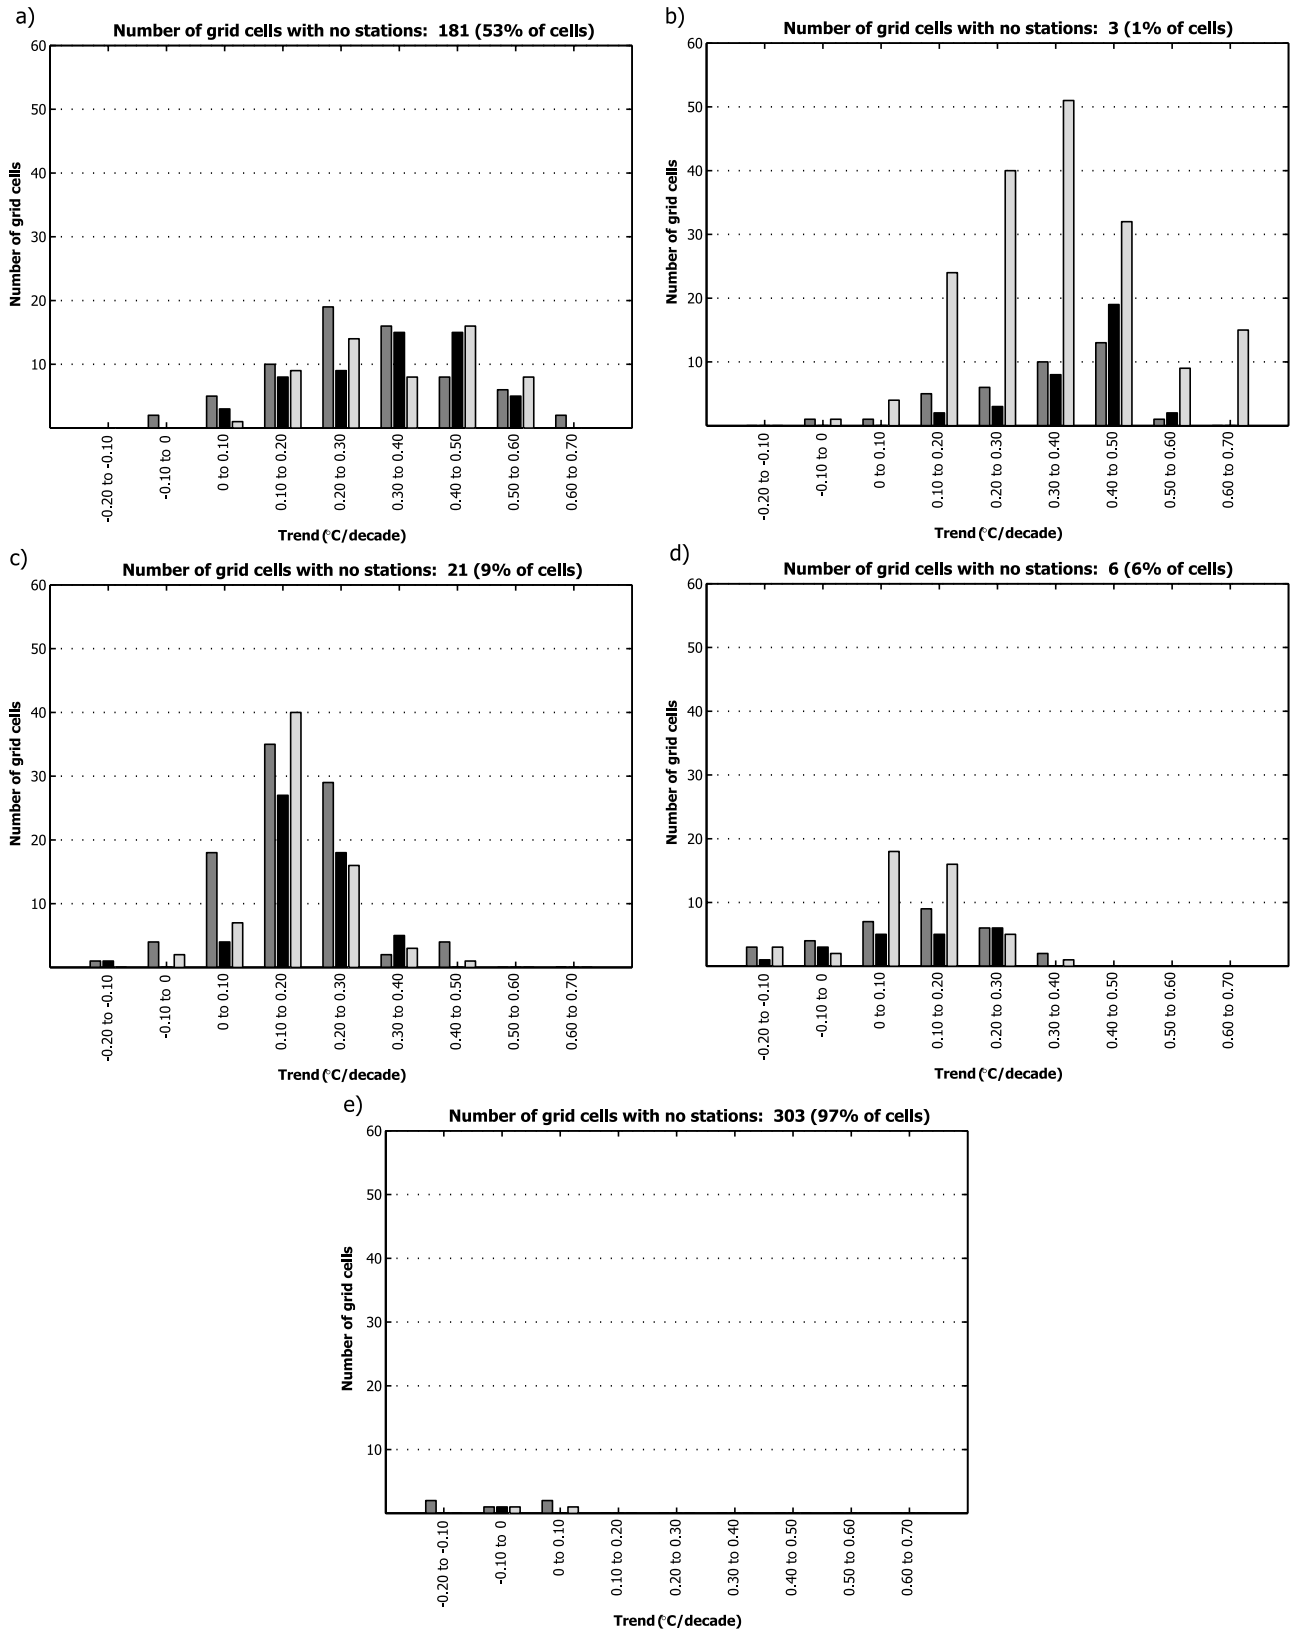 a)
Number of grid cells with no stations: 181 (53% of cells)
60
50
40
30
20
10
Number of grid cells
-0.20 to -0.10
-0.10 to 0
0 to 0.10
0.10 to 0.20
0.20 to 0.30
0.30 to 0.40
0.40 to 0.50
0.50 to 0.60
0.60 to 0.70
Trend (°C/decade)
b)
Number of grid cells with no stations: 3 (1% of cells)
60
50
40
30
20
10
Number of grid cells
-0.20 to -0.10
-0.10 to 0
0 to 0.10
0.10 to 0.20
0.20 to 0.30
0.30 to 0.40
0.40 to 0.50
0.50 to 0.60
0.60 to 0.70
Trend (°C/decade)
c)
Number of grid cells with no stations: 21 (9% of cells)
60
50
40
30
20
10
Number of grid cells
-0.20 to -0.10
-0.10 to 0
0 to 0.10
0.10 to 0.20
0.20 to 0.30
0.30 to 0.40
0.40 to 0.50
0.50 to 0.60
0.60 to 0.70
Trend (°C/decade)
d)
Number of grid cells with no stations: 6 (6% of cells)
60
50
40
30
20
10
Number of grid cells
-0.20 to -0.10
-0.10 to 0
0 to 0.10
0.10 to 0.20
0.20 to 0.30
0.30 to 0.40
0.40 to 0.50
0.50 to 0.60
0.60 to 0.70
Trend (°C/decade)
e)
Number of grid cells with no stations: 303 (97% of cells)
60
50
40
30
20
10
Number of grid cells
-0.20 to -0.10
-0.10 to 0
0 to 0.10
0.10 to 0.20
0.20 to 0.30
0.30 to 0.40
0.40 to 0.50
0.50 to 0.60
0.60 to 0.70
Trend (°C/decade)